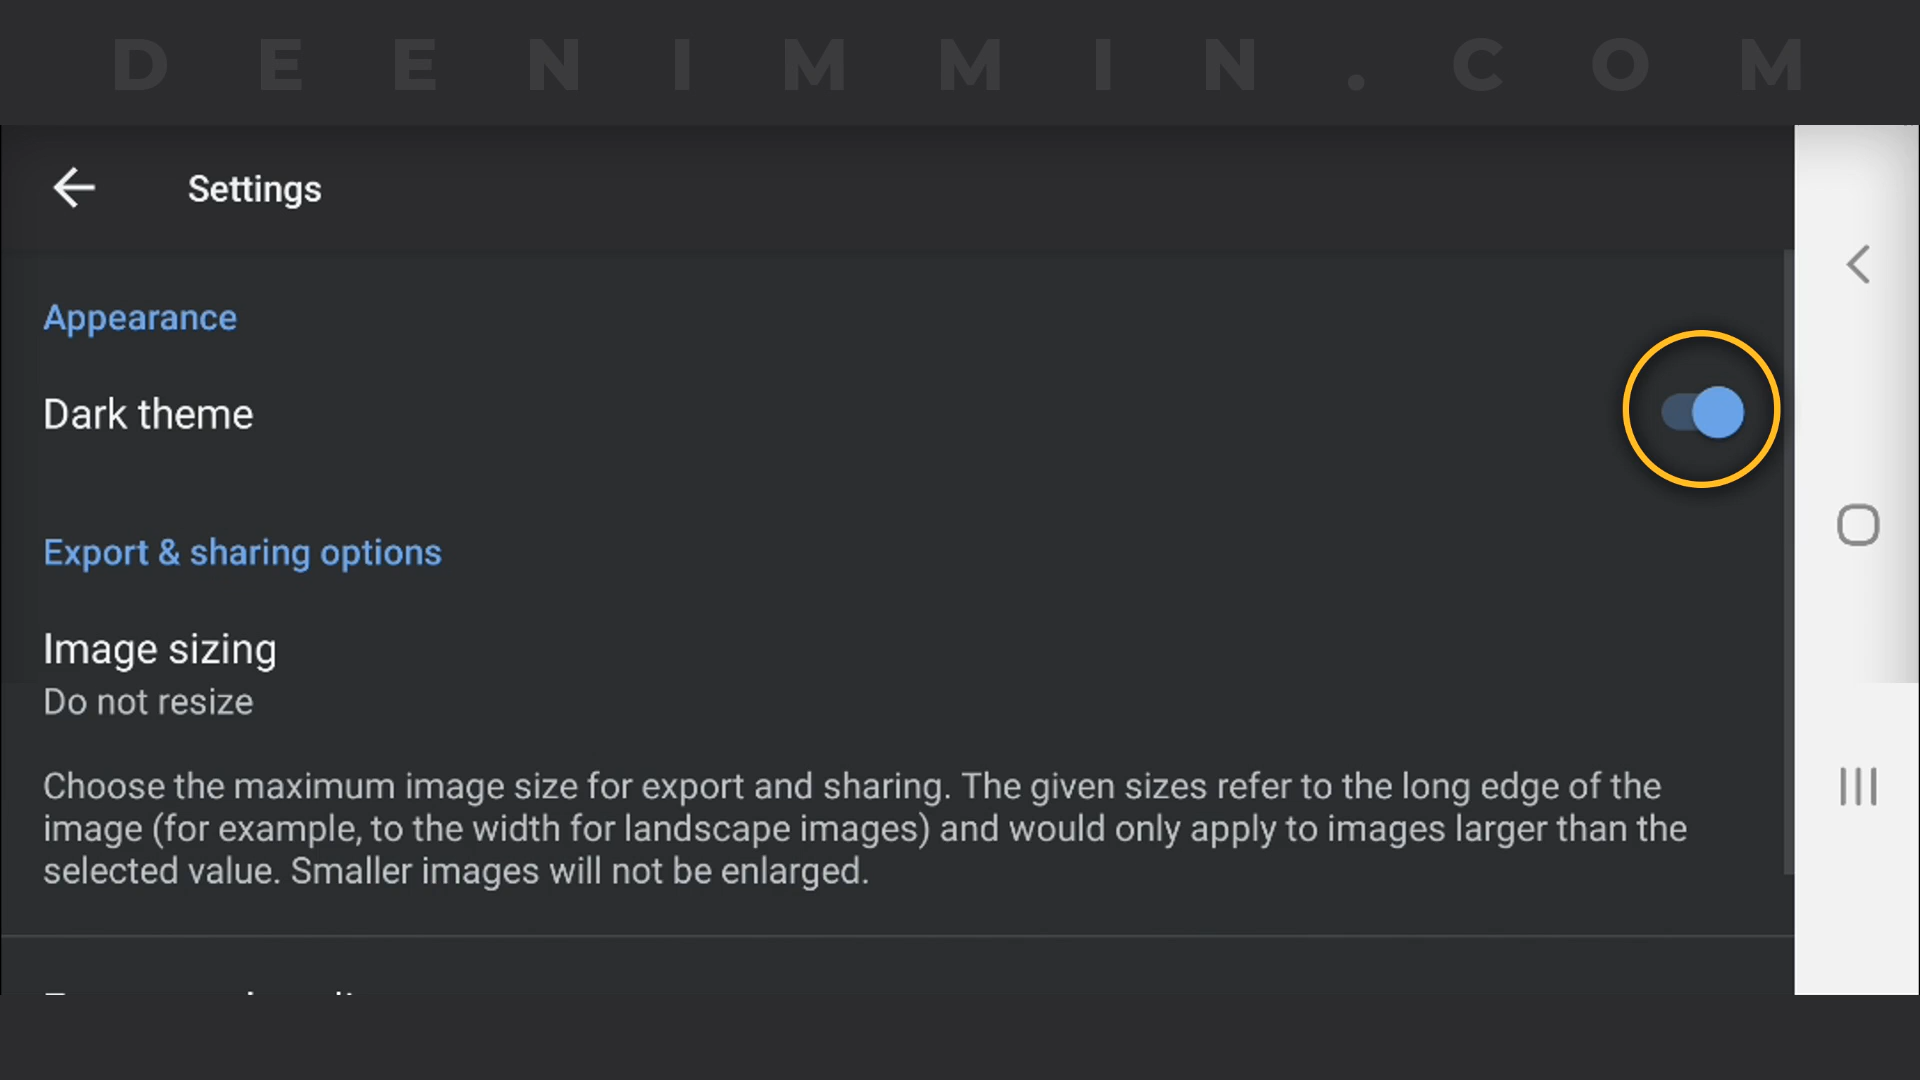 DEENIMMIN.COM
Settings
Appearance
Dark theme
Export & sharing options
Image sizing
Do not resize
Choose the maximum image size for export and sharing. The given sizes refer to the long edge of the
image (for example, to the width for landscape images) and would only apply to images larger than the
selected value. Smaller images will not be enlarged.